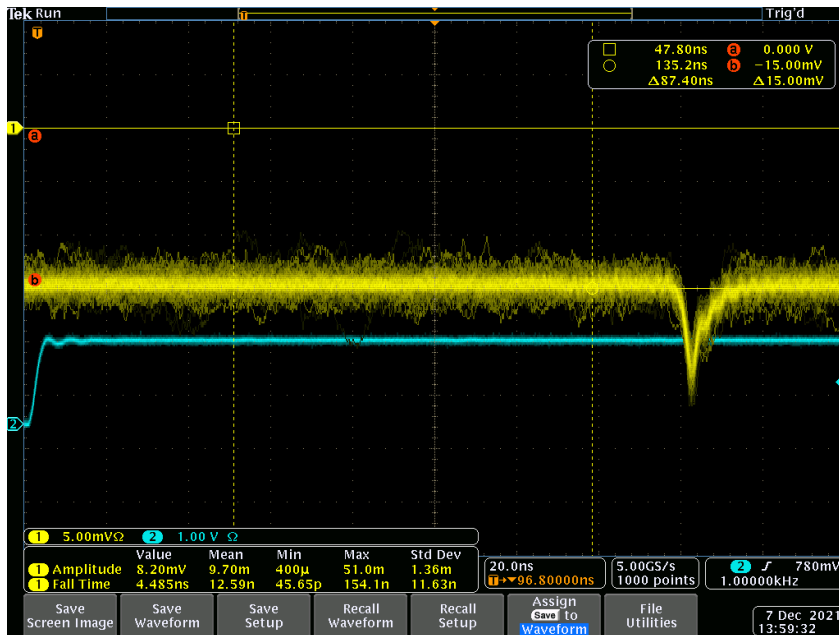 Tek Run Trig'd
T
T
47.80ns a 0.000 V
135.2ns b −15.00mV
Δ87.40ns Δ15.00mV
1
a
b
2
1 5.00mVΩ 2 1.00 V Ω
Value Mean Min Max Std Dev
1 Amplitude 8.20mV 9.70m 400µ 51.0m 1.36m
1 Fall Time 4.485ns 12.59n 45.65p 154.1n 11.63n
20.0ns
T→▼96.80000ns
5.00GS/s
1000 points
2 780mV
1.00000kHz
Save Screen Image
Save Waveform
Save Setup
Recall Waveform
Recall Setup
Assign Save to Waveform
File Utilities
7 Dec 2021
13:59:32